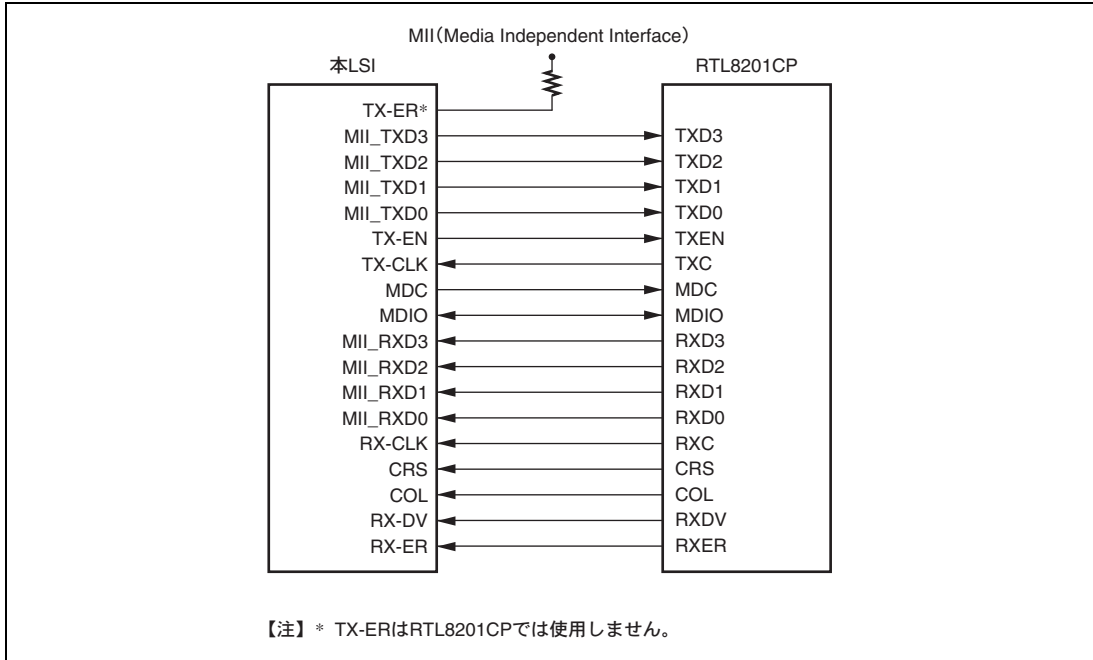 MII(Media Independent Interface)
本LSI
RTL8201CP
TX-ER*
MII_TXD3 TXD3
MII_TXD2 TXD2
MII_TXD1 TXD1
MII_TXD0 TXD0
TX-EN TXEN
TX-CLK TXC
MDC MDC
MDIO MDIO
MII_RXD3 RXD3
MII_RXD2 RXD2
MII_RXD1 RXD1
MII_RXD0 RXD0
RX-CLK RXC
CRS CRS
COL COL
RX-DV RXDV
RX-ER RXER
【注】* TX-ERはRTL8201CPでは使用しません。